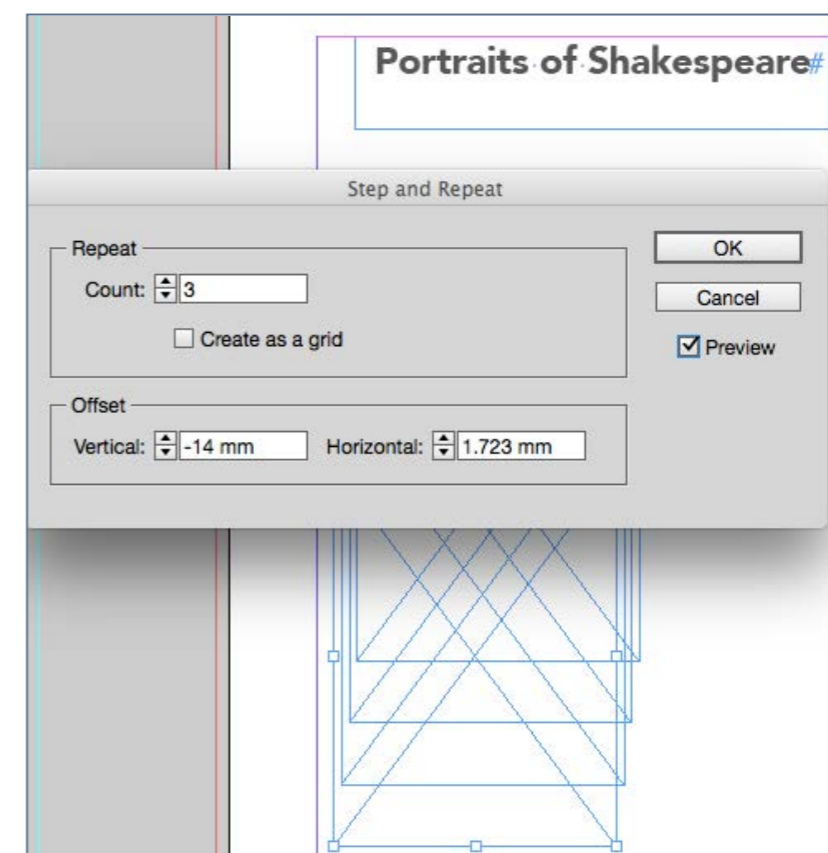 Portraits of Shakespeare#
Step and Repeat
Repeat
Count: 3
Create as a grid
OK
Cancel
Preview
Offset
Vertical: -14 mm Horizontal: 1.723 mm